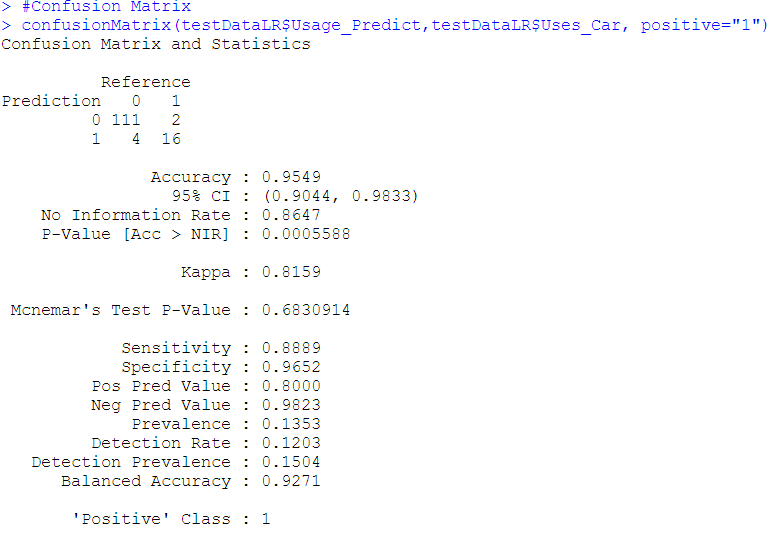 > #Confusion Matrix
> confusionMatrix(testDataLR$Usage_Predict,testDataLR$Uses_Car, positive="1")
Confusion Matrix and Statistics
Reference
Prediction 0 1
0 111 2
1 4 16
Accuracy : 0.9549
95% CI : (0.9044, 0.9833)
No Information Rate : 0.8647
P-Value [Acc > NIR] : 0.0005588
Kappa : 0.8159
Mcnemar's Test P-Value : 0.6830914
Sensitivity : 0.8889
Specificity : 0.9652
Pos Pred Value : 0.8000
Neg Pred Value : 0.9823
Prevalence : 0.1353
Detection Rate : 0.1203
Detection Prevalence : 0.1504
Balanced Accuracy : 0.9271
'Positive' Class : 1